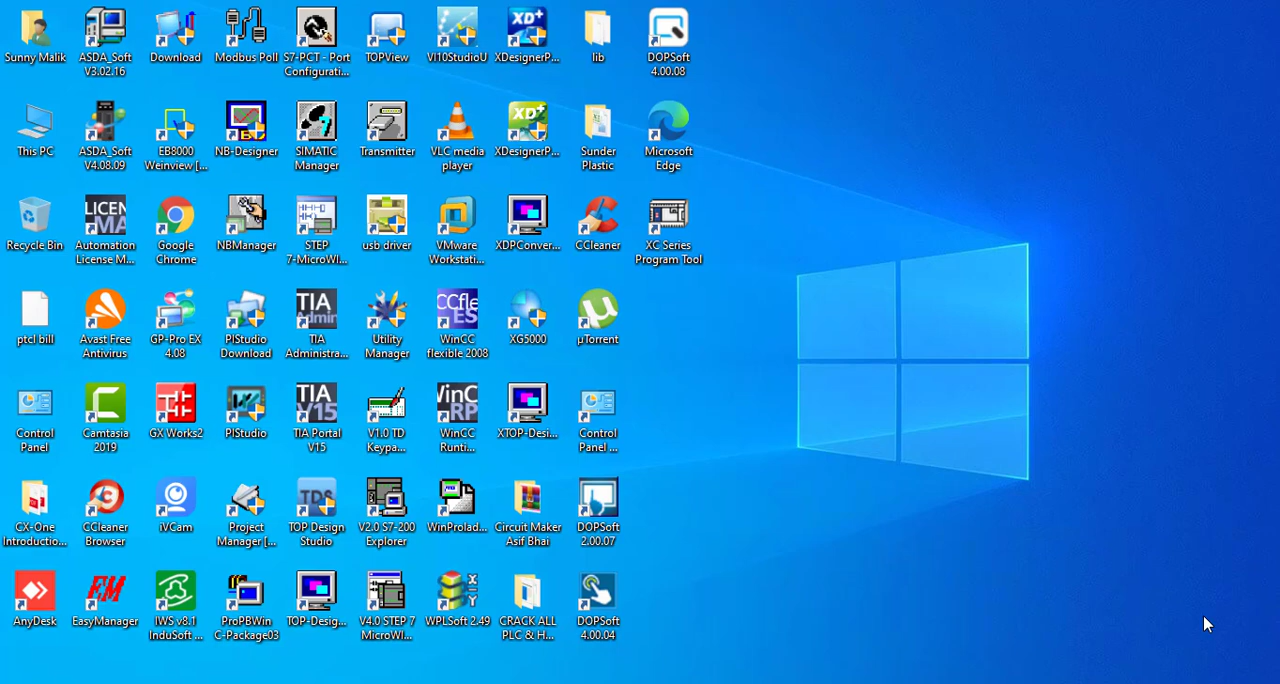 Sunny Malik
ASDA_Soft
V3.02.16
Download
Modbus Poll
S7-PCT - Port
Configurati...
TOPView
VI10StudioU
XDesignerP...
lib
DOPSoft
4.00.08
This PC
ASDA_Soft
V4.08.09
EB8000
Weinview [...
NB-Designer
SIMATIC
Manager
Transmitter
VLC media
player
XDesignerP...
Sunder
Plastic
Microsoft
Edge
Recycle Bin
Automation
License M...
Google
Chrome
NBManager
STEP
7-MicroWI...
usb driver
VMware
Workstati...
XDPConver...
CCleaner
XC Series
Program Tool
ptcl bill
Avast Free
Antivirus
GP-Pro EX
4.08
PIStudio
Download
TIA
Administra...
Utility
Manager
WinCC
flexible 2008
XG5000
µTorrent
Control
Panel
Camtasia
2019
GX Works2
PIStudio
TIA Portal
V15
V1.0 TD
Keypa...
WinCC
Runti...
XTOP-Desi...
Control
Panel ...
CX-One
Introductio...
CCleaner
Browser
iVCam
Project
Manager [...
TOP Design
Studio
V2.0 S7-200
Explorer
WinProlad...
Circuit Maker
Asif Bhai
DOPSoft
2.00.07
AnyDesk
EasyManager
IWS v8.1
InduSoft ...
ProPBWin
C-Package03
TOP-Desig...
V4.0 STEP 7
MicroWI...
WPLSoft 2.49
CRACK ALL
PLC & H...
DOPSoft
4.00.04